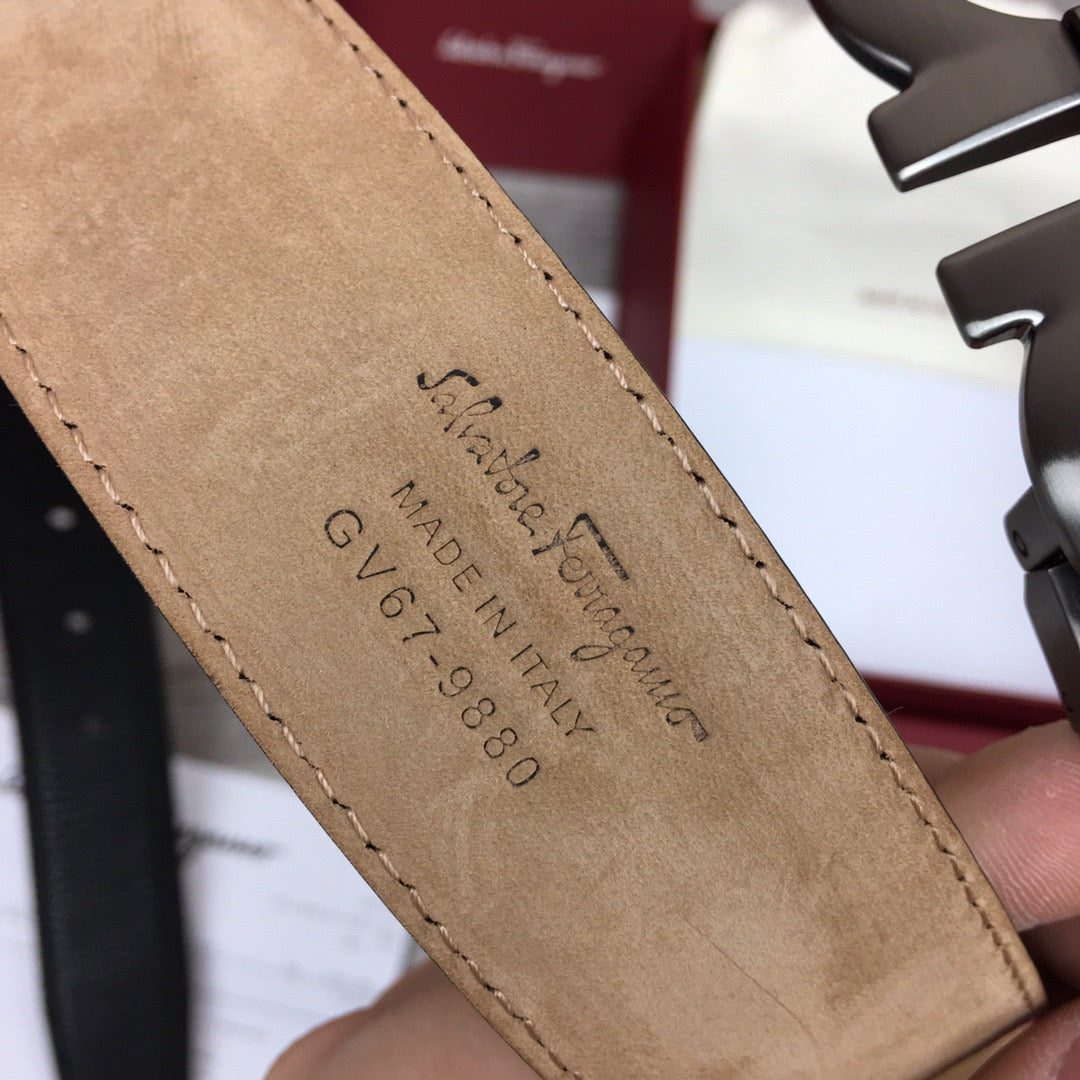 Salvatore Ferragamo
MADE IN ITALY
GV67-9880